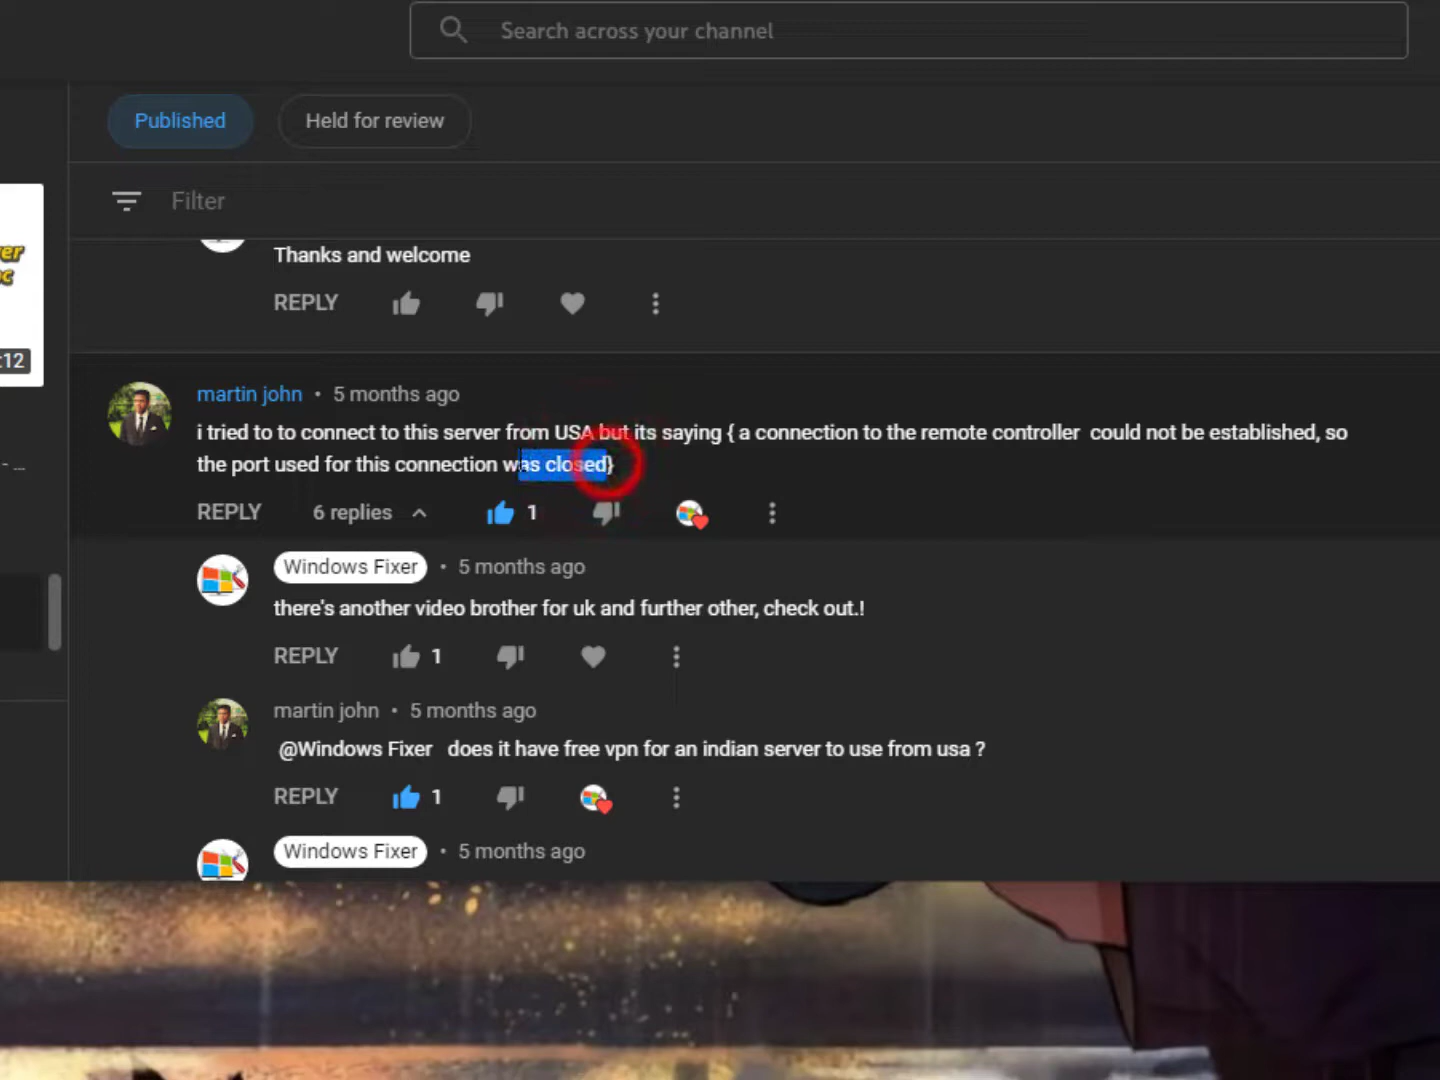 Search across your channel
Published
Held for review
Filter
er
c
:12
- ...
Thanks and welcome
REPLY
martin john • 5 months ago
i tried to to connect to this server from USA but its saying { a connection to the remote controller could not be established, so
the port used for this connection was closed}
REPLY 6 replies 1
Windows Fixer • 5 months ago
there's another video brother for uk and further other, check out.!
REPLY 1
martin john • 5 months ago
@Windows Fixer does it have free vpn for an indian server to use from usa ?
REPLY 1
Windows Fixer • 5 months ago